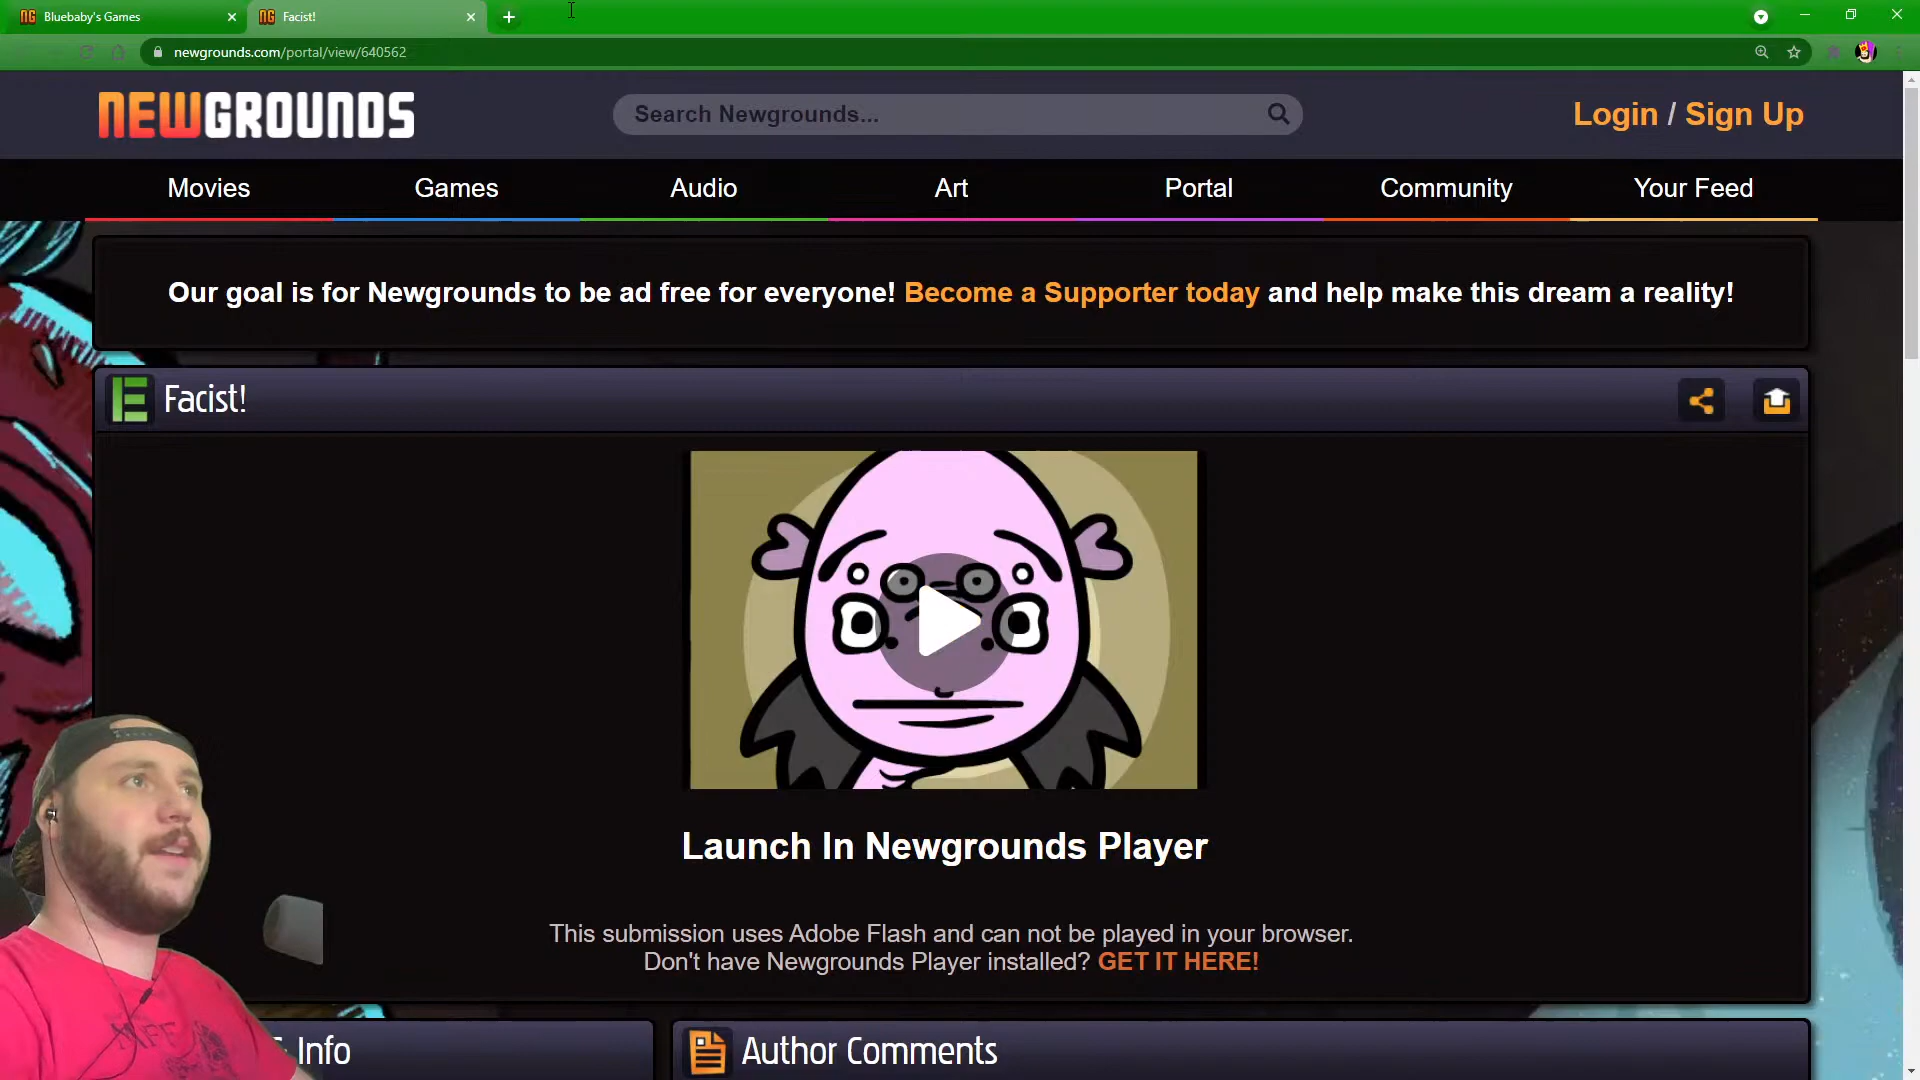 Bluebaby's Games
Facist!
newgrounds.com/portal/view/640562
NEWGROUNDS
Search Newgrounds...
Login / Sign Up
Movies Games Audio Art Portal Community Your Feed
Our goal is for Newgrounds to be ad free for everyone! Become a Supporter today and help make this dream a reality!
E Facist!
Launch In Newgrounds Player
This submission uses Adobe Flash and can not be played in your browser.
Don't have Newgrounds Player installed? GET IT HERE!
Info
Author Comments